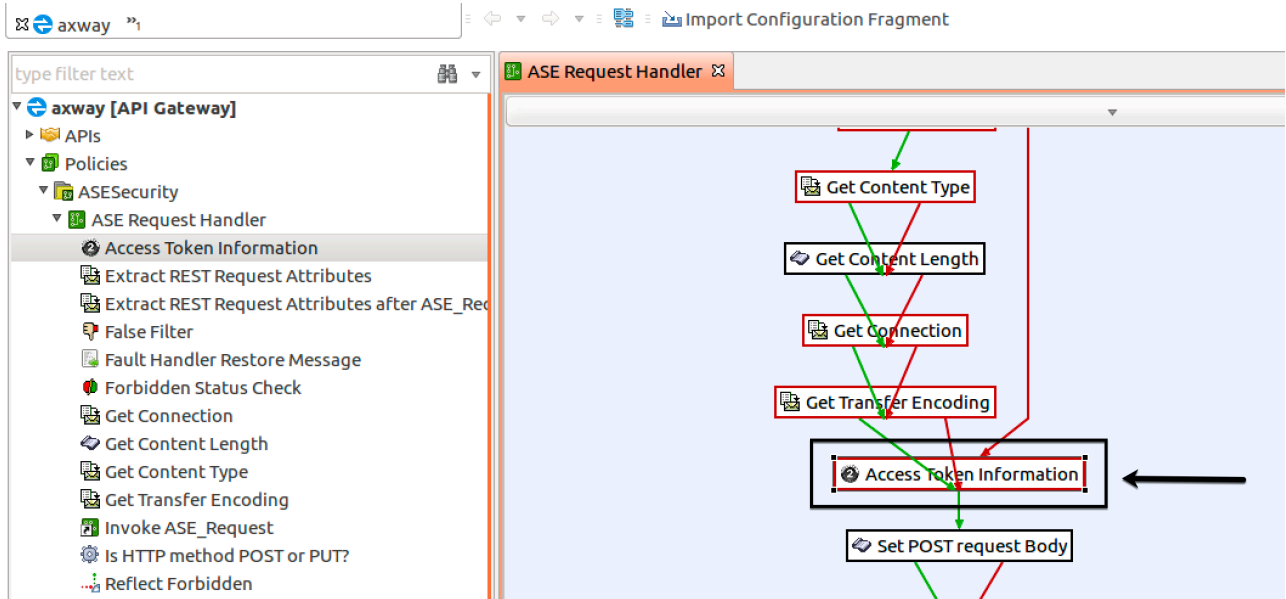 axway »1
Import Configuration Fragment
type filter text
axway [API Gateway]
APIs
Policies
ASESecurity
ASE Request Handler
Access Token Information
Extract REST Request Attributes
Extract REST Request Attributes after ASE_Req
False Filter
Fault Handler Restore Message
Forbidden Status Check
Get Connection
Get Content Length
Get Content Type
Get Transfer Encoding
Invoke ASE_Request
Is HTTP method POST or PUT?
Reflect Forbidden
ASE Request Handler
Get Content Type
Get Content Length
Get Connection
Get Transfer Encoding
Access Token Information
Set POST request Body